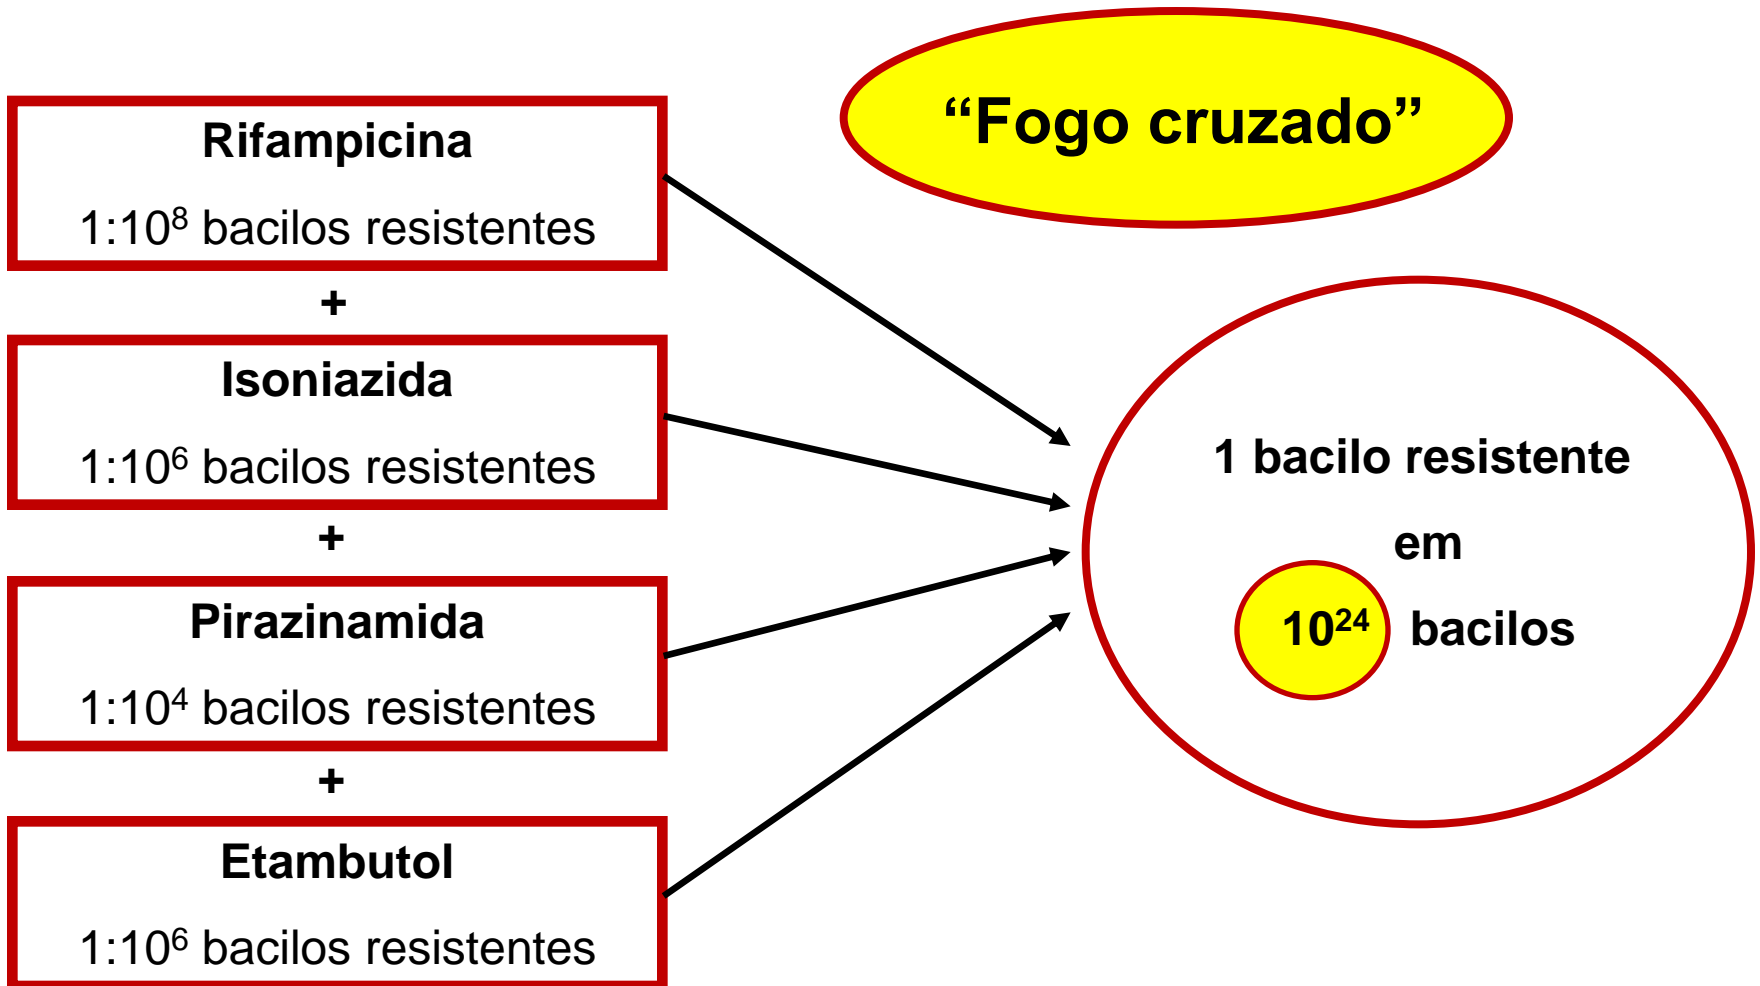 “Fogo cruzado”
Rifampicina
1:10⁸ bacilos resistentes
+
Isoniazida
1:10⁶ bacilos resistentes
+
Pirazinamida
1:10⁴ bacilos resistentes
+
Etambutol
1:10⁶ bacilos resistentes
1 bacilo resistente
em
10²⁴ bacilos